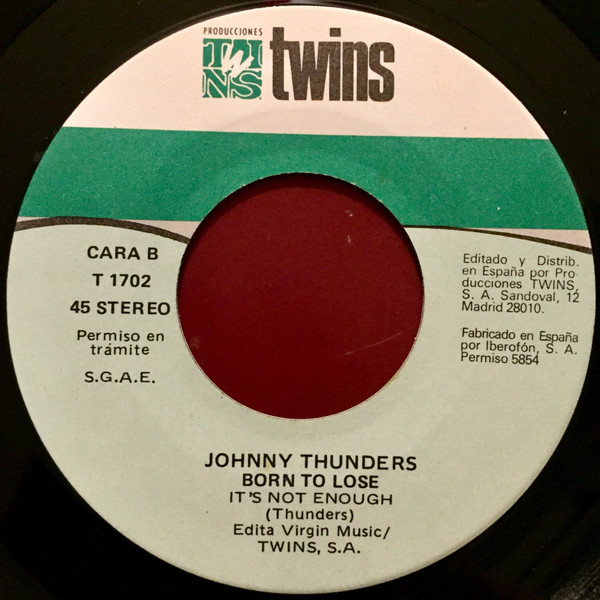 PRODUCCIONES
TWINS
twins
CARA B
T 1702
45 STEREO
Permiso en
trámite
S.G.A.E.
Editado y Distrib.
en España por Pro-
ducciones TWINS,
S. A. Sandoval, 12
Madrid 28010.
Fabricado en España
por Iberofón, S. A.
Permiso 5854
JOHNNY THUNDERS
BORN TO LOSE
IT'S NOT ENOUGH
(Thunders)
Edita Virgin Music/
TWINS, S.A.